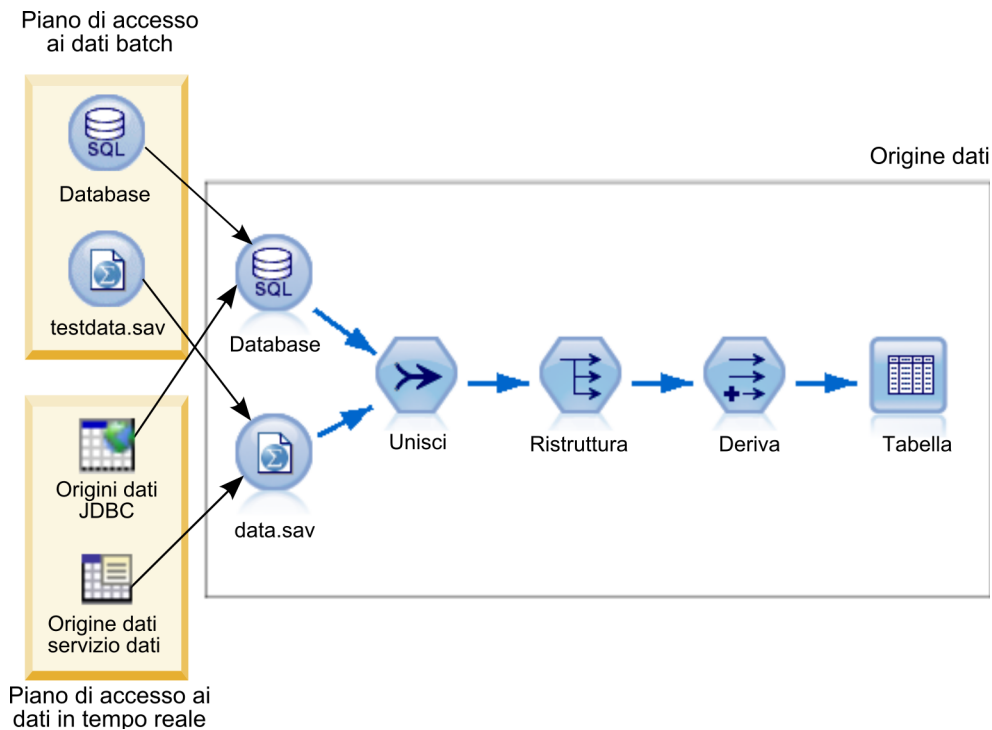 Piano di accesso
ai dati batch
SQL
Database
testdata.sav
Origini dati
JDBC
Origine dati
servizio dati
Piano di accesso ai
dati in tempo reale
Origine dati
SQL
Database
data.sav
Unisci
Ristruttura
Deriva
Tabella